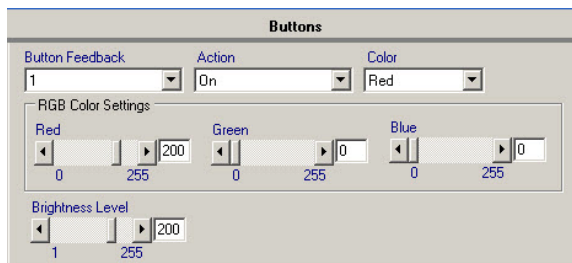 Buttons
Button Feedback Action Color
1 On Red
RGB Color Settings
Red Green Blue
200 0 0
0 255 0 255 0 255
Brightness Level
200
1 255